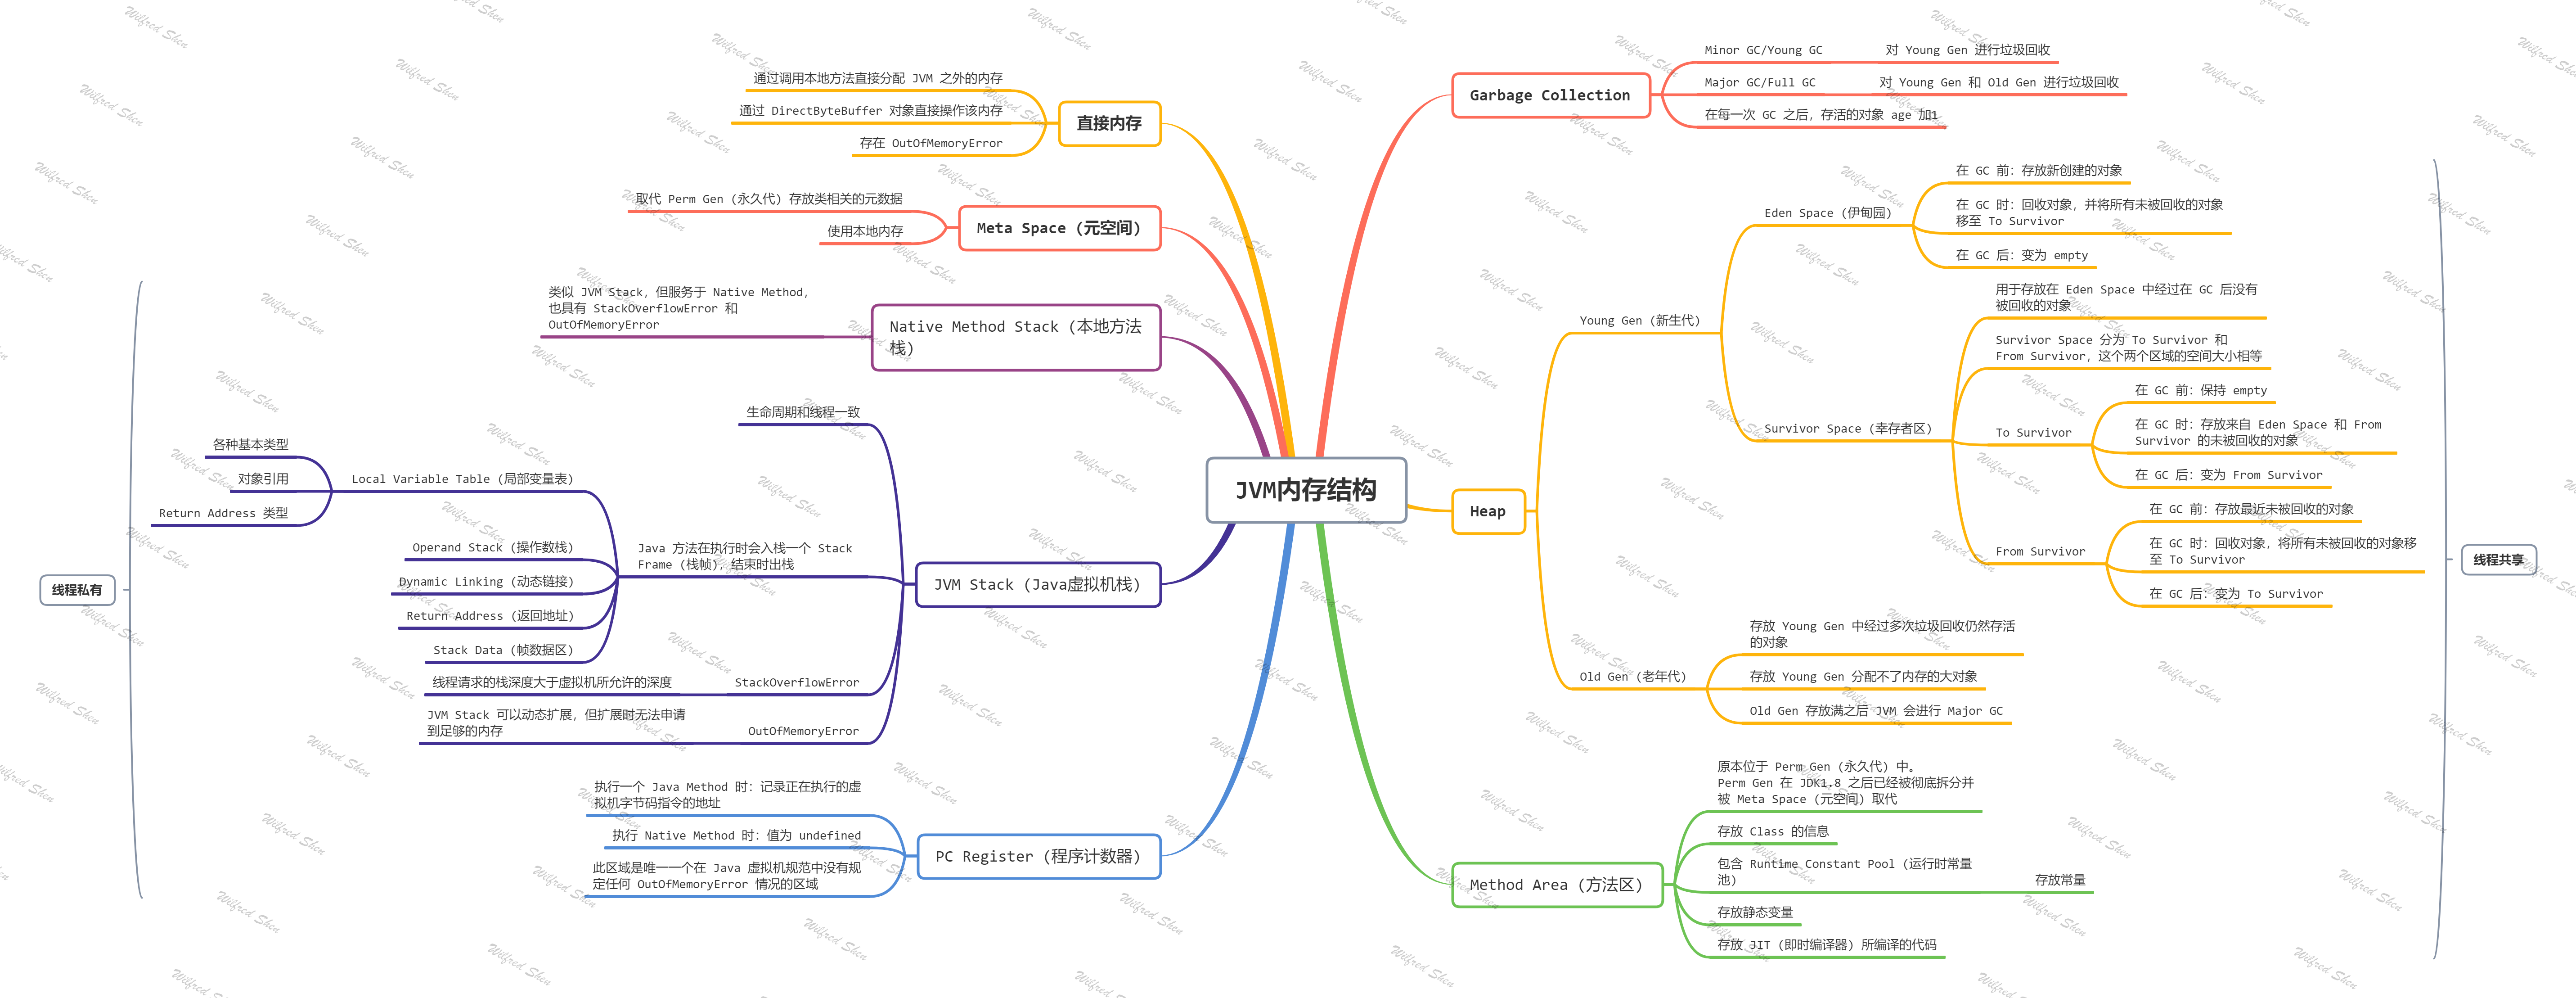 JVM内存结构
Garbage Collection
Minor GC/Young GC
对 Young Gen 进行垃圾回收
Major GC/Full GC
对 Young Gen 和 Old Gen 进行垃圾回收
在每一次 GC 之后，存活的对象 age 加1
Heap
Young Gen (新生代)
Eden Space (伊甸园)
在 GC 前：存放新创建的对象
在 GC 时：回收对象，并将所有未被回收的对象
移至 To Survivor
在 GC 后：变为 empty
Survivor Space (幸存者区)
用于存放在 Eden Space 中经过在 GC 后没有
被回收的对象
Survivor Space 分为 To Survivor 和
From Survivor，这个两个区域的空间大小相等
To Survivor
在 GC 前：保持 empty
在 GC 时：存放来自 Eden Space 和 From
Survivor 的未被回收的对象
在 GC 后：变为 From Survivor
From Survivor
在 GC 前：存放最近未被回收的对象
在 GC 时：回收对象，将所有未被回收的对象移
至 To Survivor
在 GC 后：变为 To Survivor
Old Gen (老年代)
存放 Young Gen 中经过多次垃圾回收仍然存活
的对象
存放 Young Gen 分配不了内存的大对象
Old Gen 存放满之后 JVM 会进行 Major GC
Method Area (方法区)
原本位于 Perm Gen (永久代) 中。
Perm Gen 在 JDK1.8 之后已经被彻底拆分并
被 Meta Space (元空间) 取代
存放 Class 的信息
包含 Runtime Constant Pool (运行时常量
池)
存放常量
存放静态变量
存放 JIT (即时编译器) 所编译的代码
线程共享
直接内存
通过调用本地方法直接分配 JVM 之外的内存
通过 DirectByteBuffer 对象直接操作该内存
存在 OutOfMemoryError
Meta Space (元空间)
取代 Perm Gen (永久代) 存放类相关的元数据
使用本地内存
Native Method Stack (本地方法
栈)
类似 JVM Stack，但服务于 Native Method，
也具有 StackOverflowError 和
OutOfMemoryError
JVM Stack (Java虚拟机栈)
生命周期和线程一致
Java 方法在执行时会入栈一个 Stack
Frame (栈帧)，结束时出栈
Local Variable Table (局部变量表)
各种基本类型
对象引用
Return Address 类型
Operand Stack (操作数栈)
Dynamic Linking (动态链接)
Return Address (返回地址)
Stack Data (帧数据区)
StackOverflowError
线程请求的栈深度大于虚拟机所允许的深度
OutOfMemoryError
JVM Stack 可以动态扩展，但扩展时无法申请
到足够的内存
PC Register (程序计数器)
执行一个 Java Method 时：记录正在执行的虚
拟机字节码指令的地址
执行 Native Method 时：值为 undefined
此区域是唯一一个在 Java 虚拟机规范中没有规
定任何 OutOfMemoryError 情况的区域
线程私有
Wilfred Shen